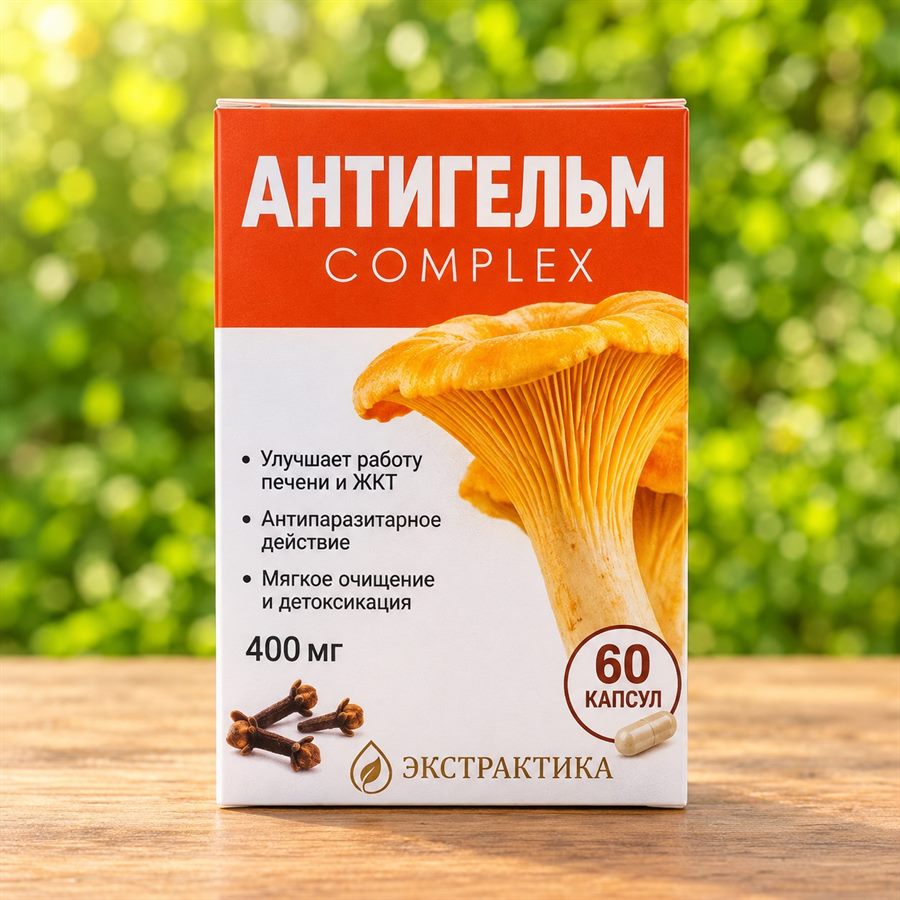 АНТИГЕЛЬМ
COMPLEX
• Улучшает работу
печени и ЖКТ
• Антипаразитарное
действие
• Мягкое очищение
и детоксикация
400 мг
60
КАПСУЛ
ЭКСТРАКТИКА